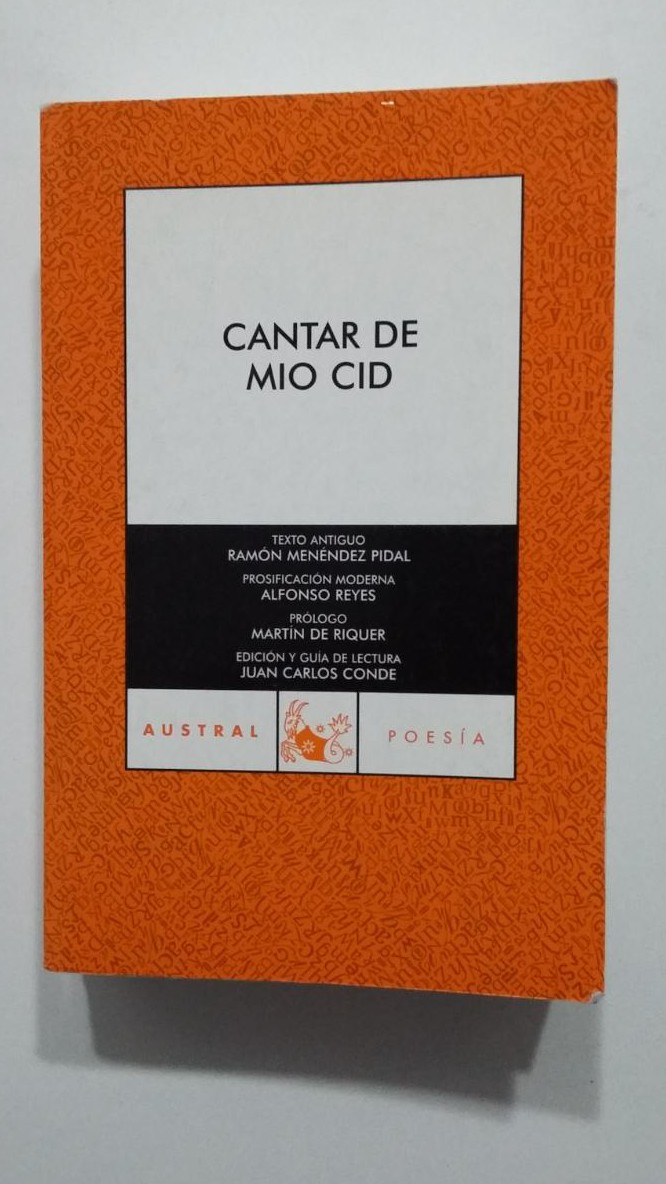 CANTAR DE
MIO CID
TEXTO ANTIGUO
RAMÓN MENÉNDEZ PIDAL
PROSIFICACIÓN MODERNA
ALFONSO REYES
PRÓLOGO
MARTÍN DE RIQUER
EDICIÓN Y GUÍA DE LECTURA
JUAN CARLOS CONDE
AUSTRAL
POESÍA